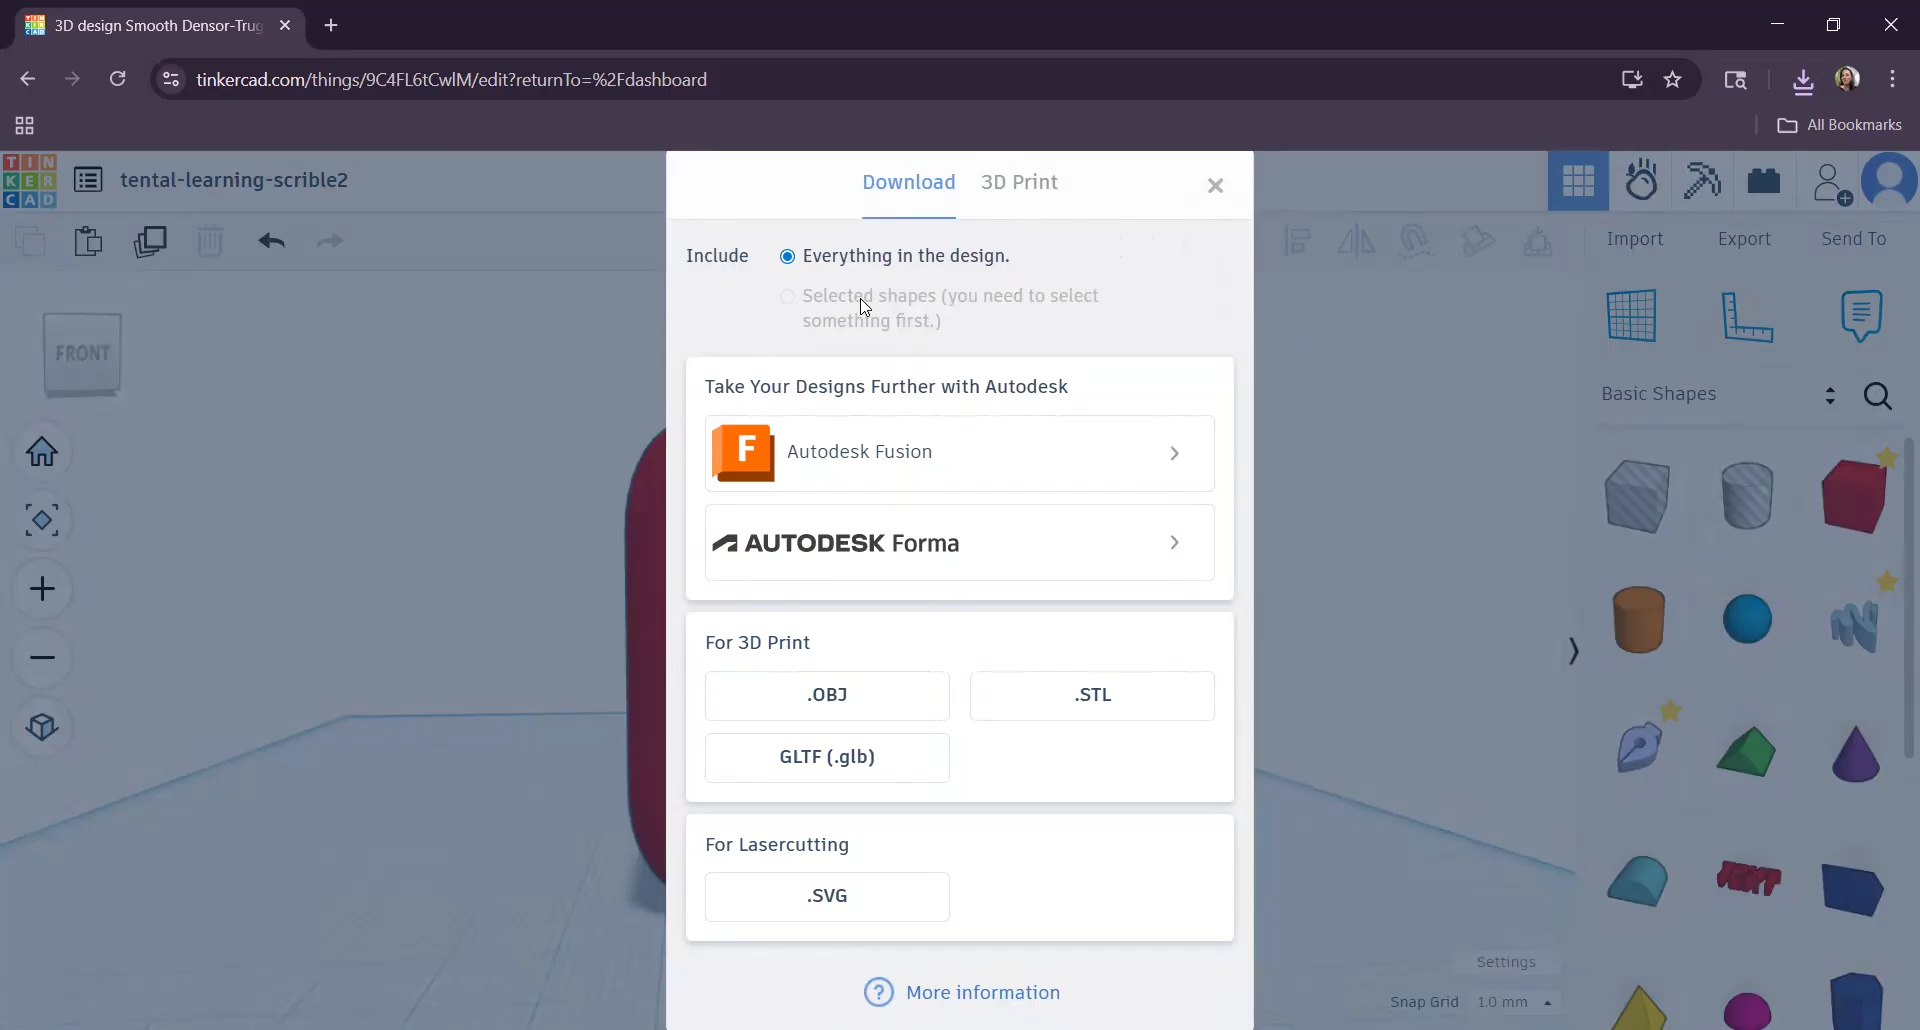 3D design Smooth Densor-Trug
tinkercad.com/things/9C4FL6tCwlM/edit?returnTo=%2Fdashboard
All Bookmarks
TIN
KER
CAD
tental-learning-scrible2
Download
3D Print
Import
Export
Send To
Include
Everything in the design.
Selected shapes (you need to select
something first.)
FRONT
Take Your Designs Further with Autodesk
Basic Shapes
F
Autodesk Fusion
AUTODESK Forma
For 3D Print
.OBJ
.STL
GLTF (.glb)
For Lasercutting
TEXT
.SVG
Settings
More information
Snap Grid
1.0 mm